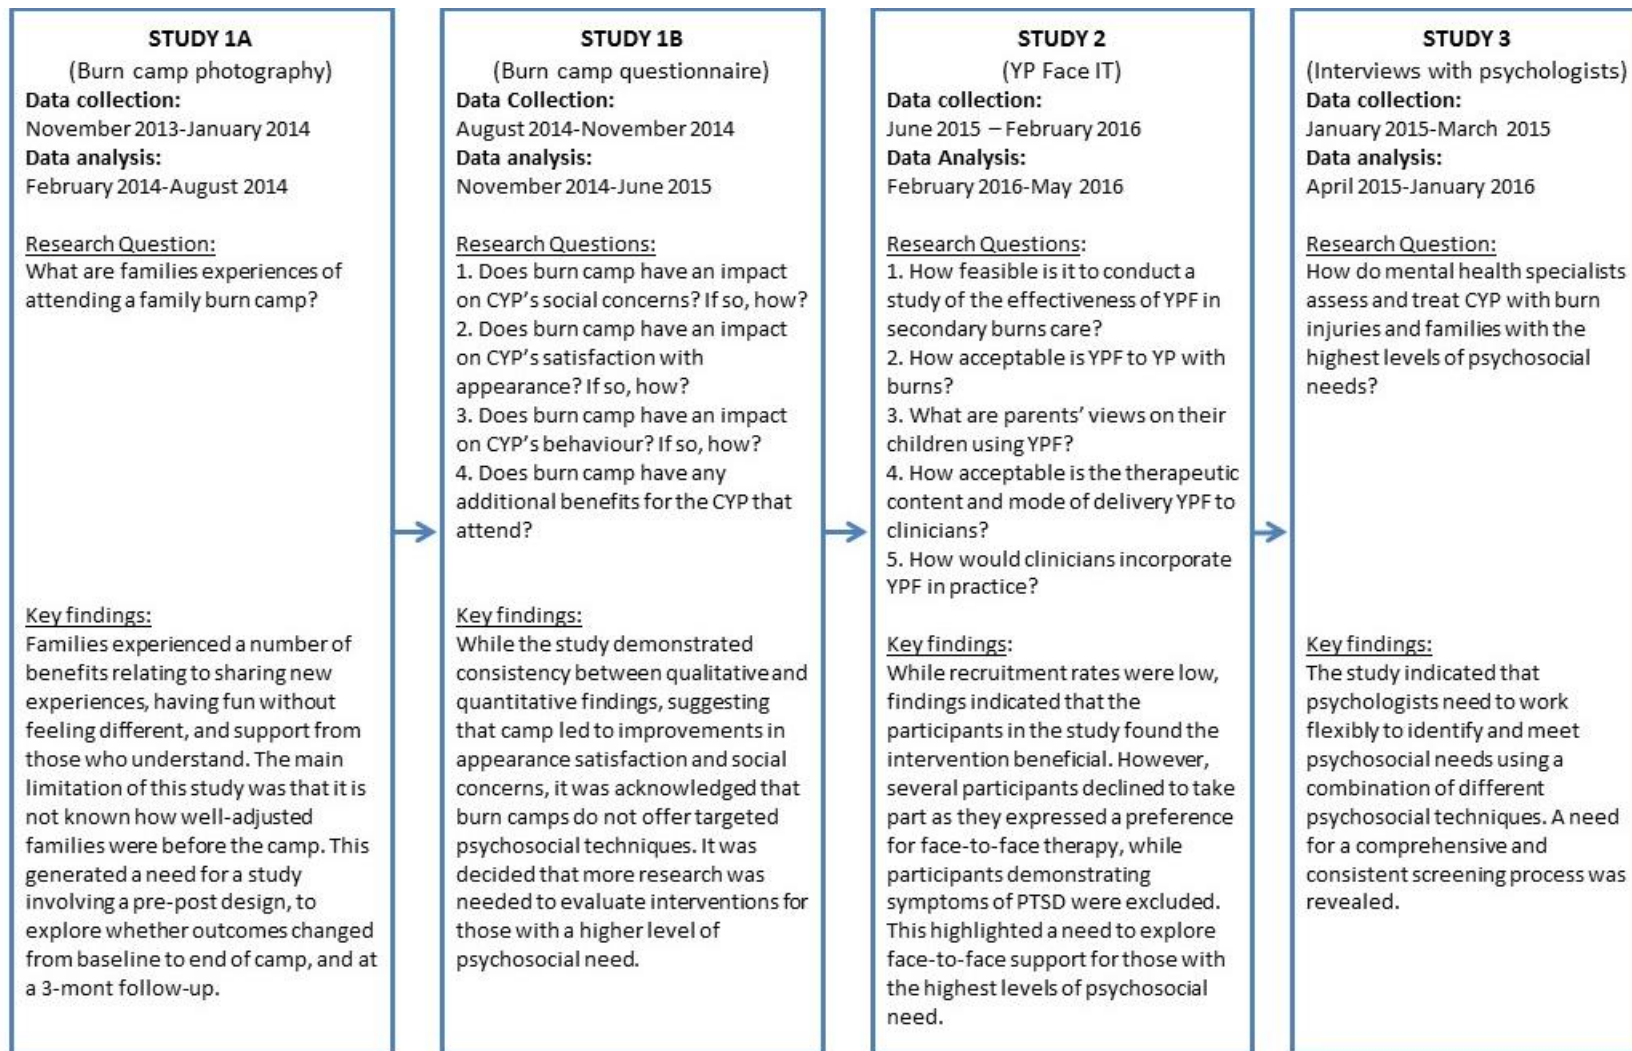 STUDY 1A
(Burn camp photography)
Data collection:
November 2013-January 2014
Data analysis:
February 2014-August 2014
Research Question:
What are families experiences of
attending a family burn camp?
Key findings:
Families experienced a number of
benefits relating to sharing new
experiences, having fun without
feeling different, and support from
those who understand. The main
limitation of this study was that it is
not known how well-adjusted
families were before the camp. This
generated a need for a study
involving a pre-post design, to
explore whether outcomes changed
from baseline to end of camp, and at
a 3-mont follow-up.
STUDY 1B
(Burn camp questionnaire)
Data Collection:
August 2014-November 2014
Data analysis:
November 2014-June 2015
Research Questions:
1. Does burn camp have an impact
on CYP's social concerns? If so, how?
2. Does burn camp have an impact
on CYP's satisfaction with
appearance? If so, how?
3. Does burn camp have an impact
on CYP's behaviour? If so, how?
4. Does burn camp have any
additional benefits for the CYP that
attend?
Key findings:
While the study demonstrated
consistency between qualitative and
quantitative findings, suggesting
that camp led to improvements in
appearance satisfaction and social
concerns, it was acknowledged that
burn camps do not offer targeted
psychosocial techniques. It was
decided that more research was
needed to evaluate interventions for
those with a higher level of
psychosocial need.
STUDY 2
(YP Face IT)
Data collection:
June 2015 – February 2016
Data Analysis:
February 2016-May 2016
Research Questions:
1. How feasible is it to conduct a
study of the effectiveness of YPF in
secondary burns care?
2. How acceptable is YPF to YP with
burns?
3. What are parents' views on their
children using YPF?
4. How acceptable is the therapeutic
content and mode of delivery YPF to
clinicians?
5. How would clinicians incorporate
YPF in practice?
Key findings:
While recruitment rates were low,
findings indicated that the
participants in the study found the
intervention beneficial. However,
several participants declined to take
part as they expressed a preference
for face-to-face therapy, while
participants demonstrating
symptoms of PTSD were excluded.
This highlighted a need to explore
face-to-face support for those with
the highest levels of psychosocial
need.
STUDY 3
(Interviews with psychologists)
Data collection:
January 2015-March 2015
Data analysis:
April 2015-January 2016
Research Question:
How do mental health specialists
assess and treat CYP with burn
injuries and families with the
highest levels of psychosocial
needs?
Key findings:
The study indicated that
psychologists need to work
flexibly to identify and meet
psychosocial needs using a
combination of different
psychosocial techniques. A need
for a comprehensive and
consistent screening process was
revealed.